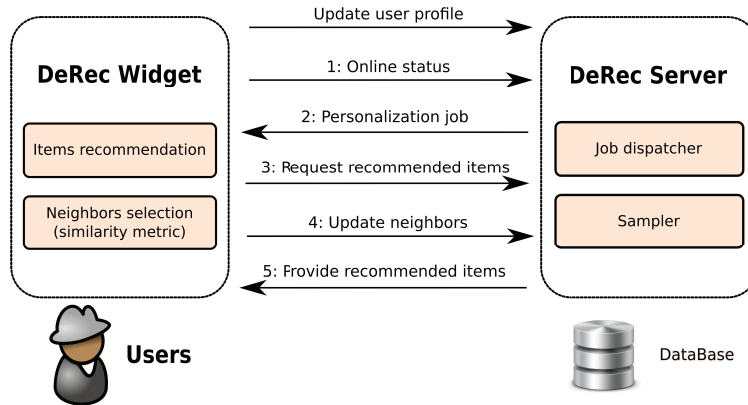 Update user profile
DeRec Widget
1: Online status
DeRec Server
2: Personalization job
Items recommendation
Job dispatcher
3: Request recommended items
Neighbors selection
(similarity metric)
4: Update neighbors
Sampler
5: Provide recommended items
Users
DataBase